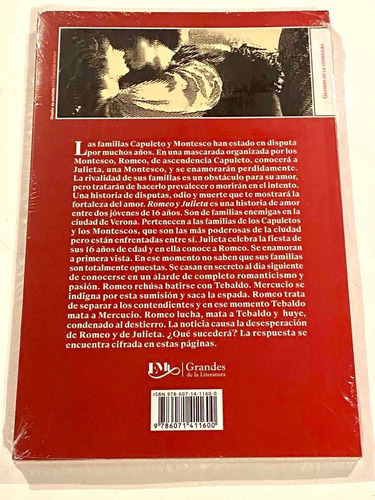 GRANDES DE LA LITERATURA
Las familias Capuleto y Montesco han estado en disputa
por muchos años. En una mascarada organizada por los
Montesco, Romeo, de ascendencia Capuleto, conocerá a
Julieta, una Montesco, y se enamorarán perdidamente.
La rivalidad de sus familias es un obstáculo para su amor,
pero tratarán de hacerlo prevalecer o morirán en el intento.
Una historia de disputas, odio y muerte que te mostrará la
fortaleza del amor. Romeo y Julieta es una historia de amor
entre dos jóvenes de 16 años. Son de familias enemigas en la
ciudad de Verona. Pertenecen a las familias de los Capuletos
y los Montescos, que son las más poderosas de la ciudad
pero están enfrentadas entre sí. Julieta celebra la fiesta de
sus 16 años de edad y en ella conoce a Romeo. Se enamoran
a primera vista. En ese momento no saben que sus familias
son totalmente opuestas. Se casan en secreto al día siguiente
de conocerse en un alarde de completo romanticismo y
pasión. Romeo rehúsa batirse con Tebaldo. Mercucio se
indigna por esta sumisión y saca la espada. Romeo trata
de separar a los contendientes y en ese momento Tebaldo
mata a Mercucio. Romeo lucha, mata a Tebaldo y huye,
condenado al destierro. La noticia causa la desesperación
de Romeo y de Julieta. ¿Qué sucederá? La respuesta se
encuentra cifrada en estas páginas.
EMU Grandes
de la Literatura
ISBN 978-607-14-1160-0
9 786071 411600